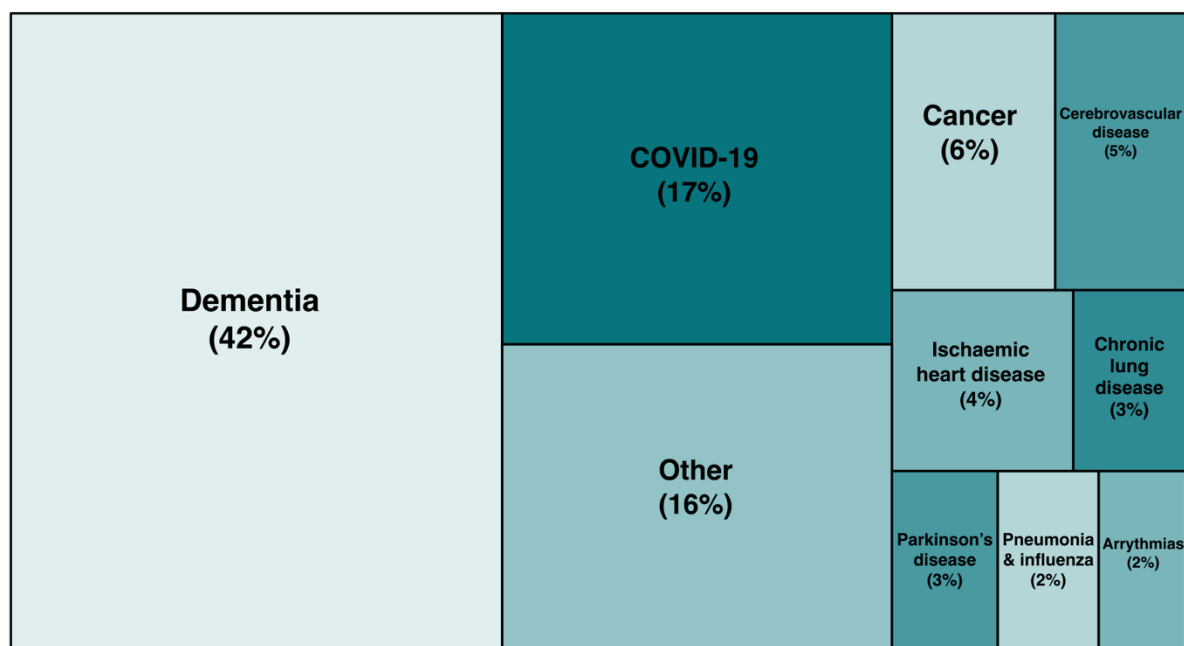 Dementia
(42%)
COVID-19
(17%)
Other
(16%)
Cancer
(6%)
Cerebrovascular
disease
(5%)
Ischaemic
heart disease
(4%)
Chronic
lung
disease
(3%)
Parkinson’s
disease
(3%)
Pneumonia
& influenza
(2%)
Arrythmias
(2%)